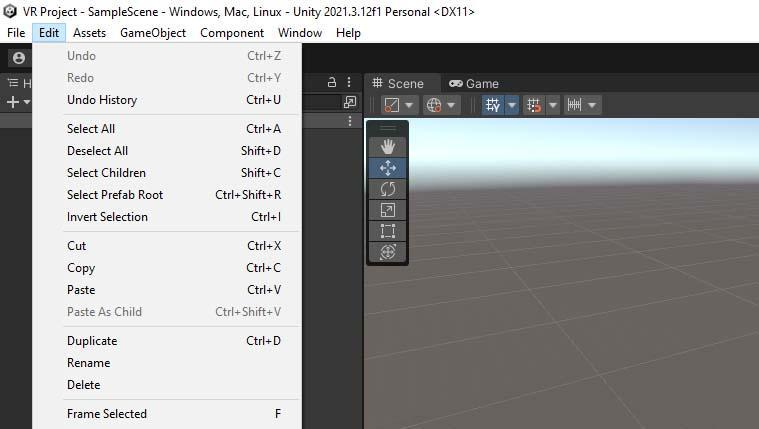 VR Project - SampleScene - Windows, Mac, Linux - Unity 2021.3.12f1 Personal <DX11>
File Edit Assets GameObject Component Window Help
Undo Ctrl+Z
Redo Ctrl+Y
Undo History Ctrl+U
Select All Ctrl+A
Deselect All Shift+D
Select Children Shift+C
Select Prefab Root Ctrl+Shift+R
Invert Selection Ctrl+I
Cut Ctrl+X
Copy Ctrl+C
Paste Ctrl+V
Paste As Child Ctrl+Shift+V
Duplicate Ctrl+D
Rename
Delete
Frame Selected F
H
Scene Game